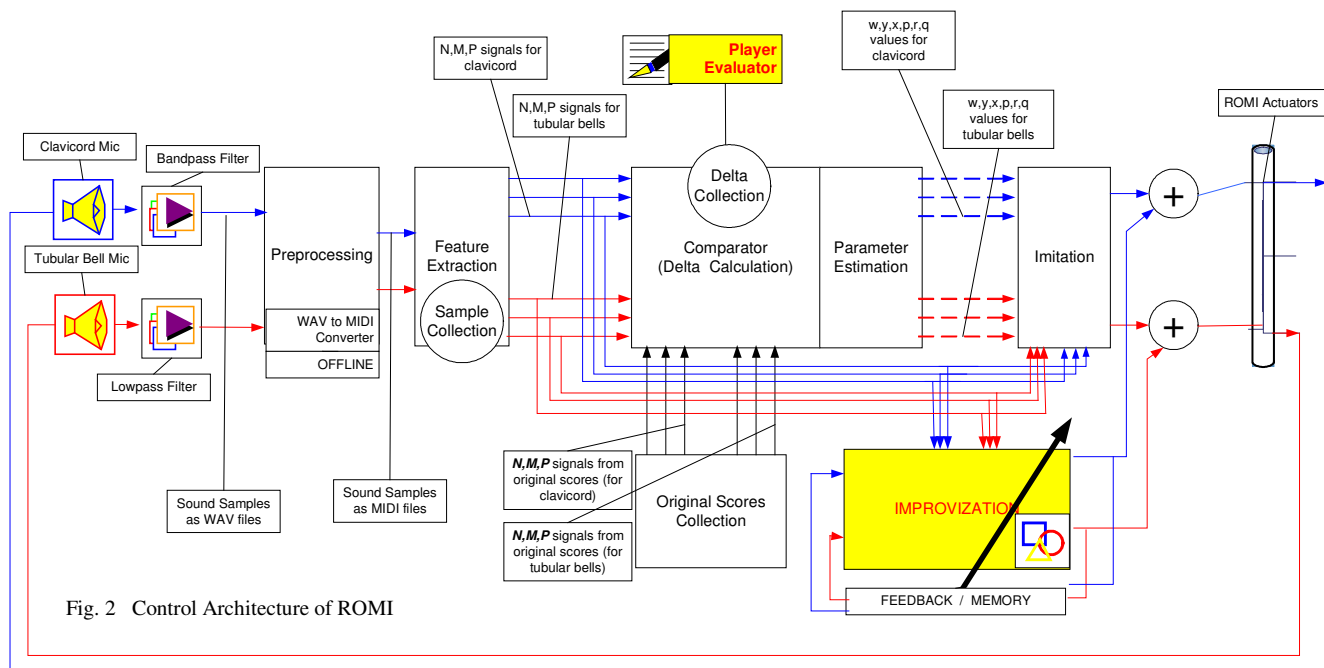 N,M,P signals for
clavicord
Player
Evaluator
w,y,x,p,r,q
values for
clavicord
N,M,P signals for
tubular bells
w,y,x,p,r,q
values for
tubular bells
ROMI Actuators
Clavicord Mic
Bandpass Filter
Tubular Bell Mic
Lowpass Filter
Preprocessing
WAV to MIDI
Converter
OFFLINE
Feature
Extraction
Sample
Collection
Delta
Collection
Comparator
(Delta Calculation)
Parameter
Estimation
Imitation
+
+
Sound Samples
as WAV files
Sound Samples
as MIDI files
N,M,P signals from
original scores (for
clavicord)
N,M,P signals from
original scores (for
tubular bells)
Original Scores
Collection
IMPROVIZATION
FEEDBACK / MEMORY
Fig. 2 Control Architecture of ROMI